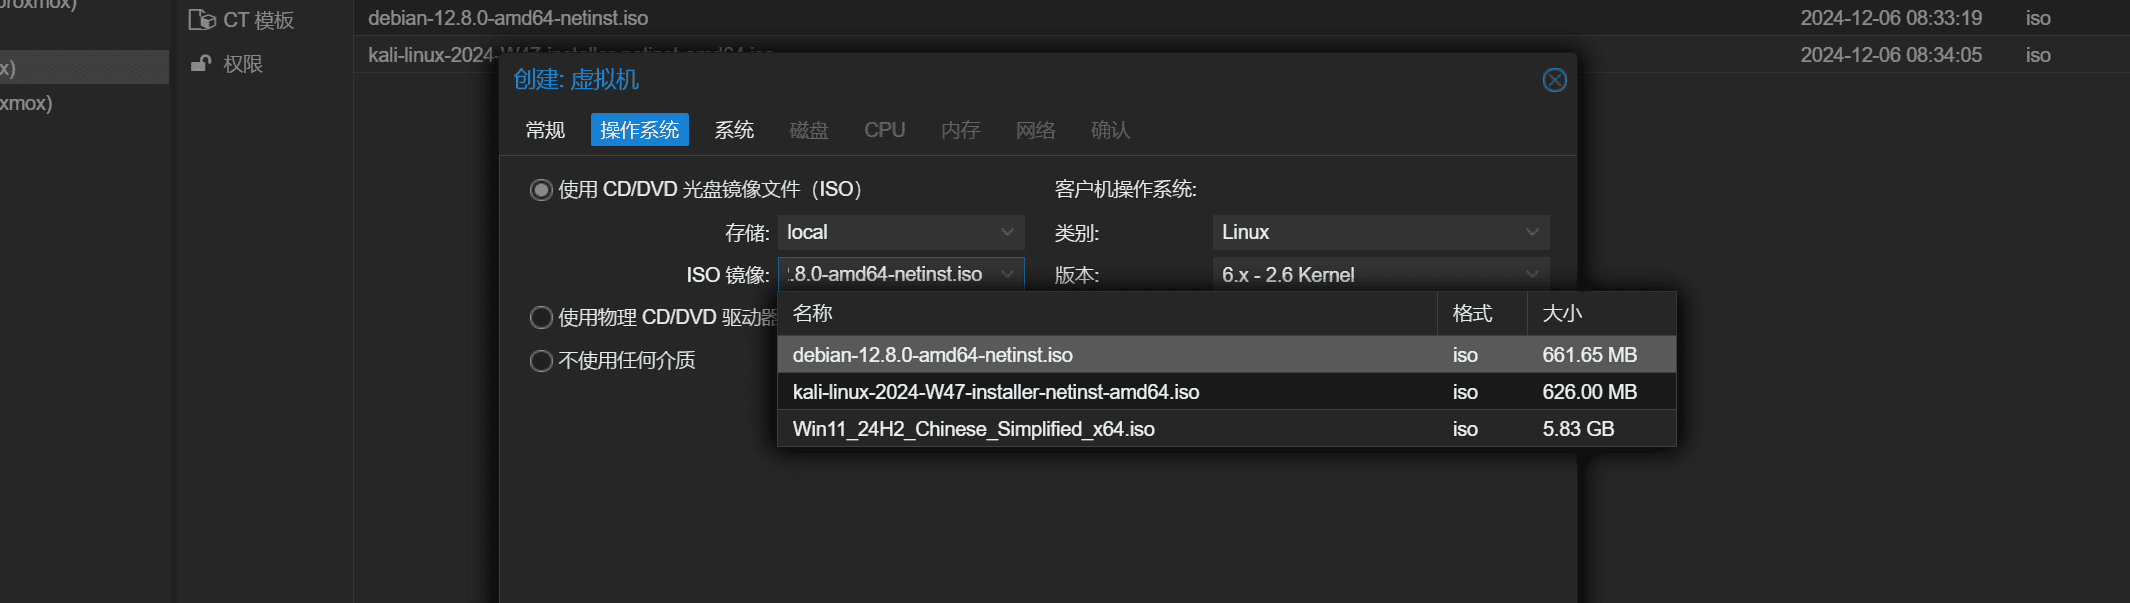 proxmox)
CT 模板
debian-12.8.0-amd64-netinst.iso 2024-12-06 08:33:19 iso
x)
权限
kali-linux-2024-W47-installer-netinst-amd64.iso 2024-12-06 08:34:05 iso
xmox)
创建: 虚拟机
常规 操作系统 系统 磁盘 CPU 内存 网络 确认
使用 CD/DVD 光盘镜像文件（ISO） 客户机操作系统:
存储: local 类别: Linux
ISO 镜像: .8.0-amd64-netinst.iso 版本: 6.x - 2.6 Kernel
使用物理 CD/DVD 驱动器
不使用任何介质
名称 格式 大小
debian-12.8.0-amd64-netinst.iso iso 661.65 MB
kali-linux-2024-W47-installer-netinst-amd64.iso iso 626.00 MB
Win11_24H2_Chinese_Simplified_x64.iso iso 5.83 GB